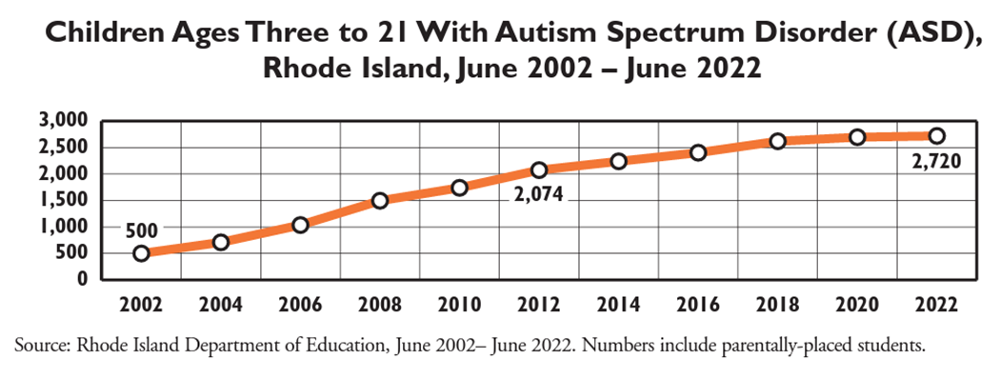 Children Ages Three to 21 With Autism Spectrum Disorder (ASD),
Rhode Island, June 2002 – June 2022
3,000
2,500
2,000
1,500
1,000
500
0
500
2,074
2,720
2002 2004 2006 2008 2010 2012 2014 2016 2018 2020 2022
Source: Rhode Island Department of Education, June 2002– June 2022. Numbers include parentally-placed students.